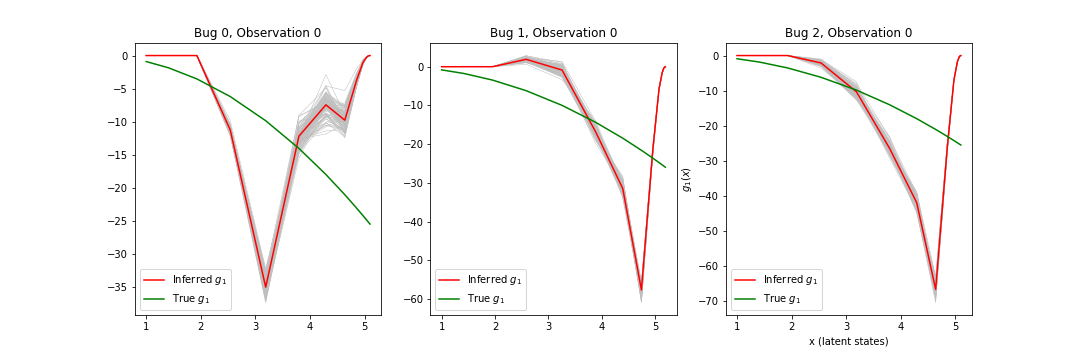 Bug 0, Observation 0
0
−5
−10
−15
−20
−25
−30
−35
1 2 3 4 5
Inferred g₁
True g₁
Bug 1, Observation 0
0
−10
−20
−30
−40
−50
−60
1 2 3 4 5
Inferred g₁
True g₁
Bug 2, Observation 0
g₁(x)
0
−10
−20
−30
−40
−50
−60
−70
1 2 3 4 5
x (latent states)
Inferred g₁
True g₁